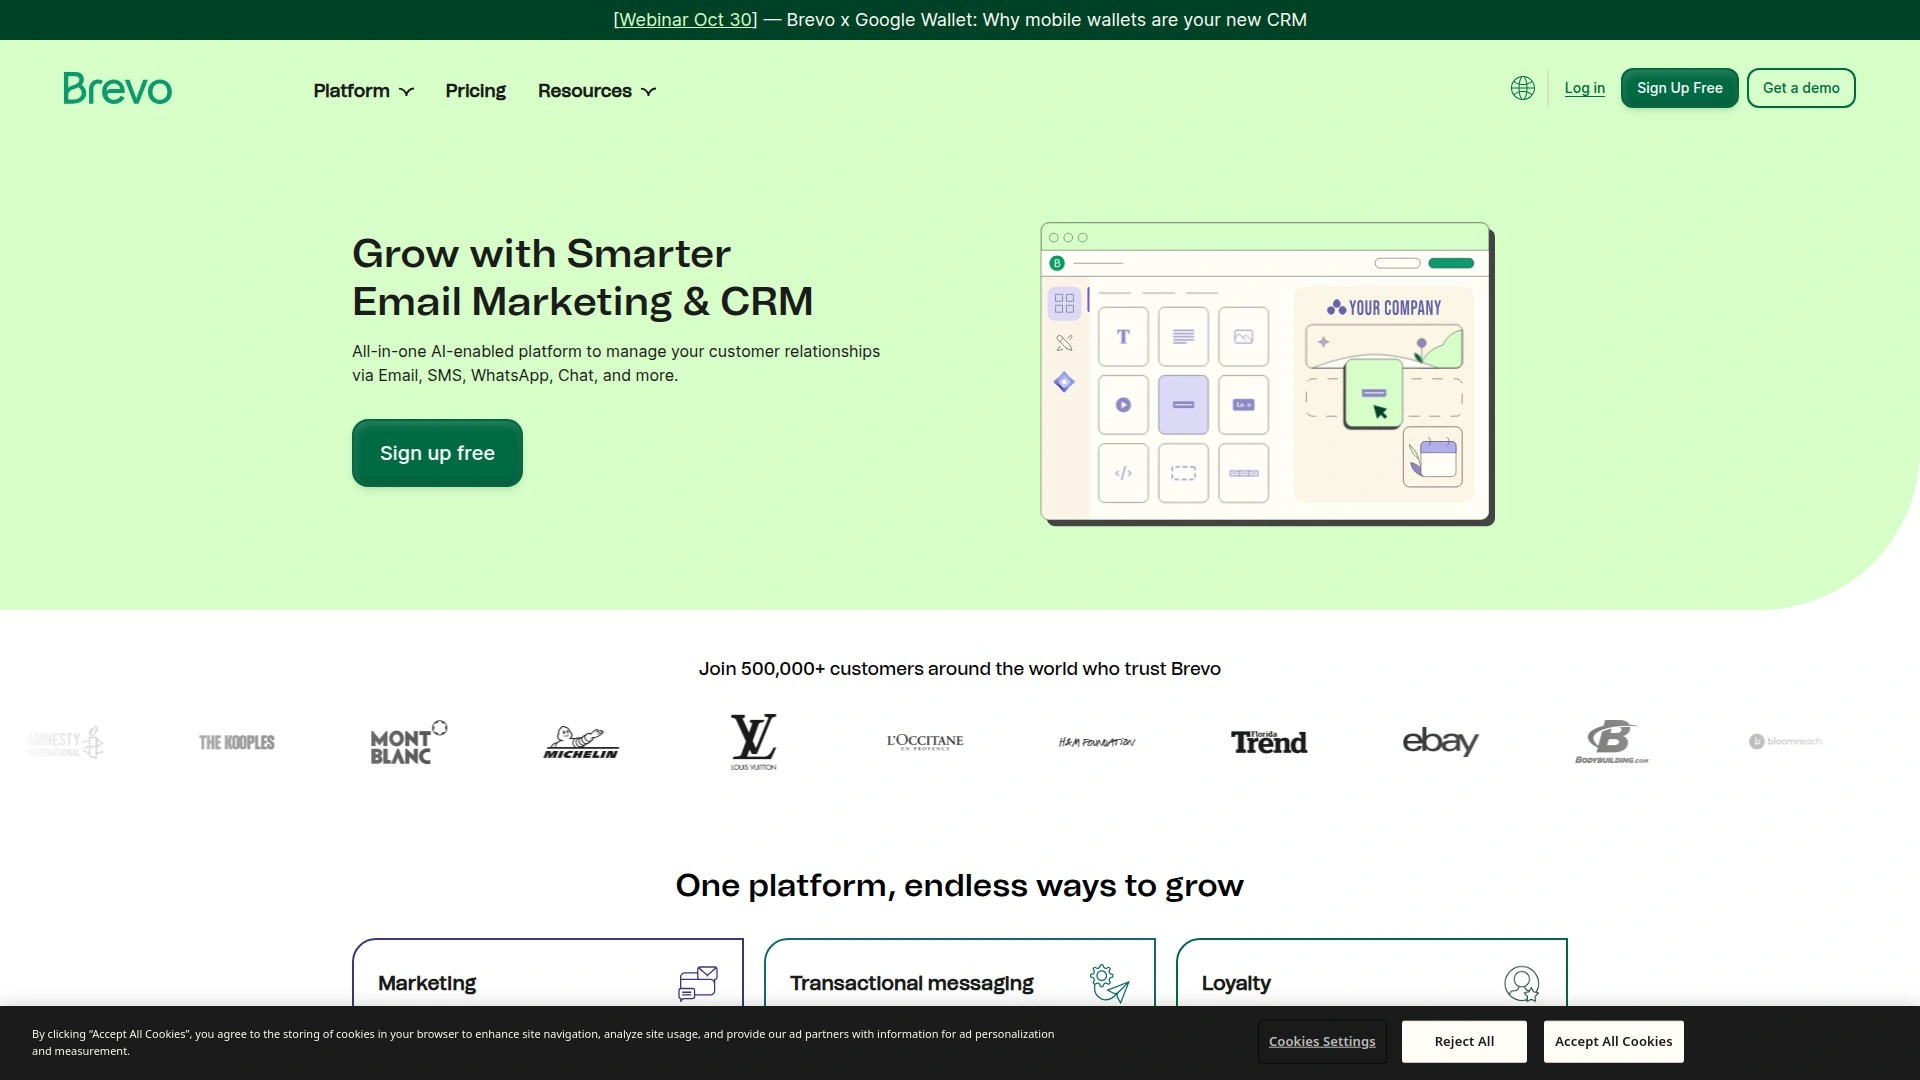 [Webinar Oct 30] — Brevo x Google Wallet: Why mobile wallets are your new CRM
Brevo
Platform
Pricing
Resources
Log in
Sign Up Free
Get a demo
Grow with Smarter
Email Marketing & CRM
All-in-one AI-enabled platform to manage your customer relationships
via Email, SMS, WhatsApp, Chat, and more.
Sign up free
B
YOUR COMPANY
T
</>
Join 500,000+ customers around the world who trust Brevo
AMNESTY
INTERNATIONAL
THE KOOPLES
MONT
BLANC
MICHELIN
LV
LOUIS VUITTON
L'OCCITANE
EN PROVENCE
H&M FOUNDATION
Florida
Trend
ebay
B
BODYBUILDING.COM
b bloomreach
One platform, endless ways to grow
Marketing
Transactional messaging
Loyalty
By clicking “Accept All Cookies”, you agree to the storing of cookies in your browser to enhance site navigation, analyze site usage, and provide our ad partners with information for ad personalization
and measurement.
Cookies Settings
Reject All
Accept All Cookies